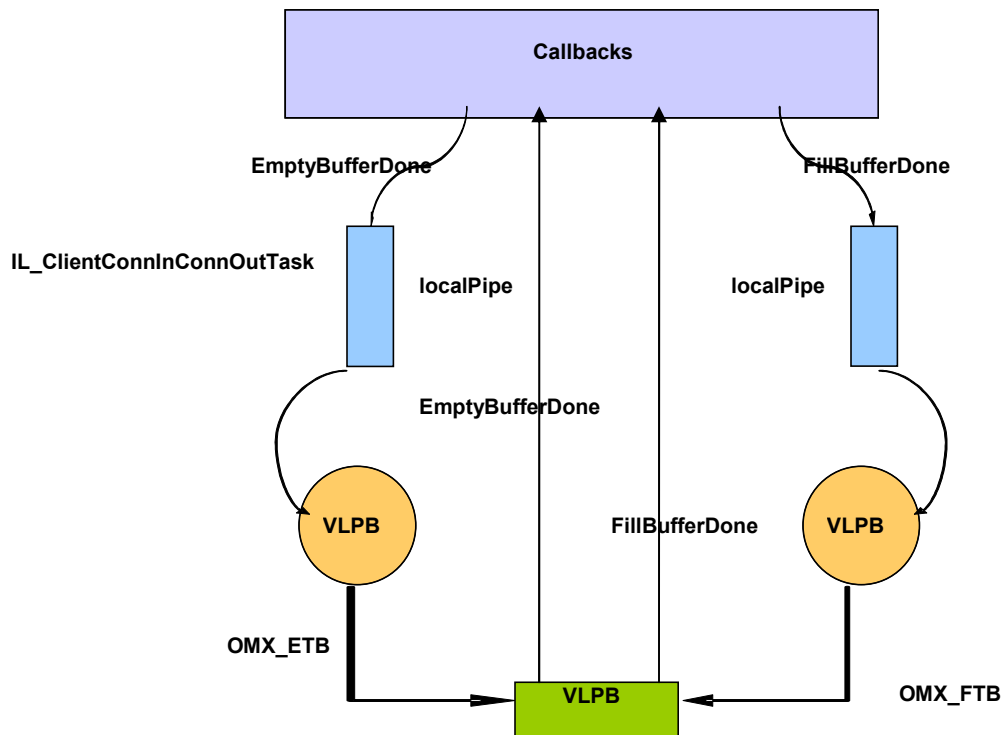 Callbacks
EmptyBufferDone
FillBufferDone
IL_ClientConnInConnOutTask
localPipe
localPipe
EmptyBufferDone
VLPB
FillBufferDone
VLPB
OMX_ETB
VLPB
OMX_FTB